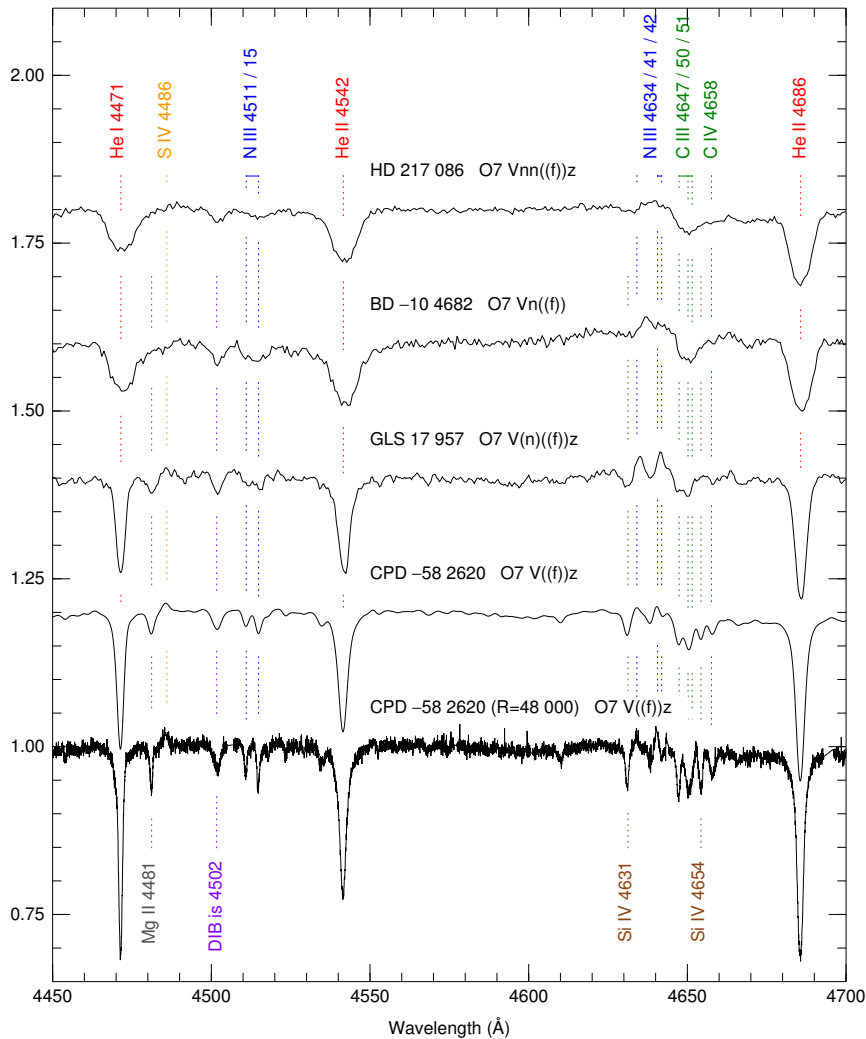 2.00
1.75
1.50
1.25
1.00
0.75
He I 4471
S IV 4486
N III 4511 / 15
He II 4542
N III 4634 / 41 / 42
C III 4647 / 50 / 51
C IV 4658
He II 4686
HD 217 086 O7 Vnn((f))z
BD −10 4682 O7 Vn((f))
GLS 17 957 O7 V(n)((f))z
CPD −58 2620 O7 V((f))z
CPD −58 2620 (R=48 000) O7 V((f))z
Mg II 4481
DIB is 4502
Si IV 4631
Si IV 4654
4450
4500
4550
4600
4650
4700
Wavelength (Å)